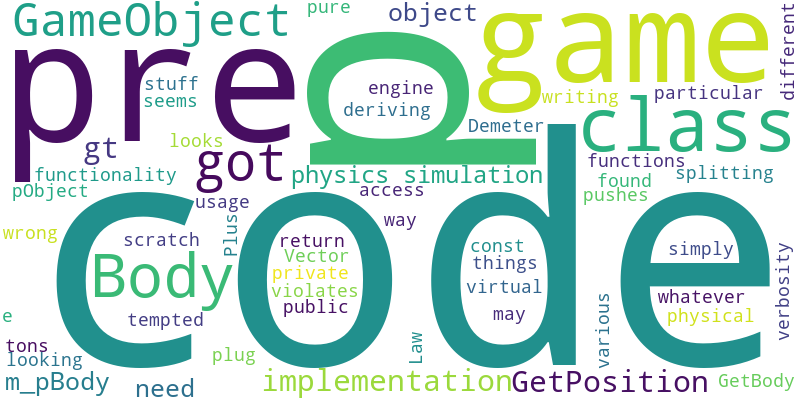 pure
GameObject
object
game
different
pre
p
stuff
seems
engine
deriving
writing
particular
looks
Demeter
class
gt
got
functions
functionality
physics simulation
found
splitting
pObject
access
pushes
usage
way
Plus
wrong
scratch
return
const
simply
Vector
things
Body
private
virtual
whatever
violates
public
may
physical
verbosity
code
e
tons
looking
plug
Law
various
m_pBody
need
implementation
GetPosition
GetBody
tempted